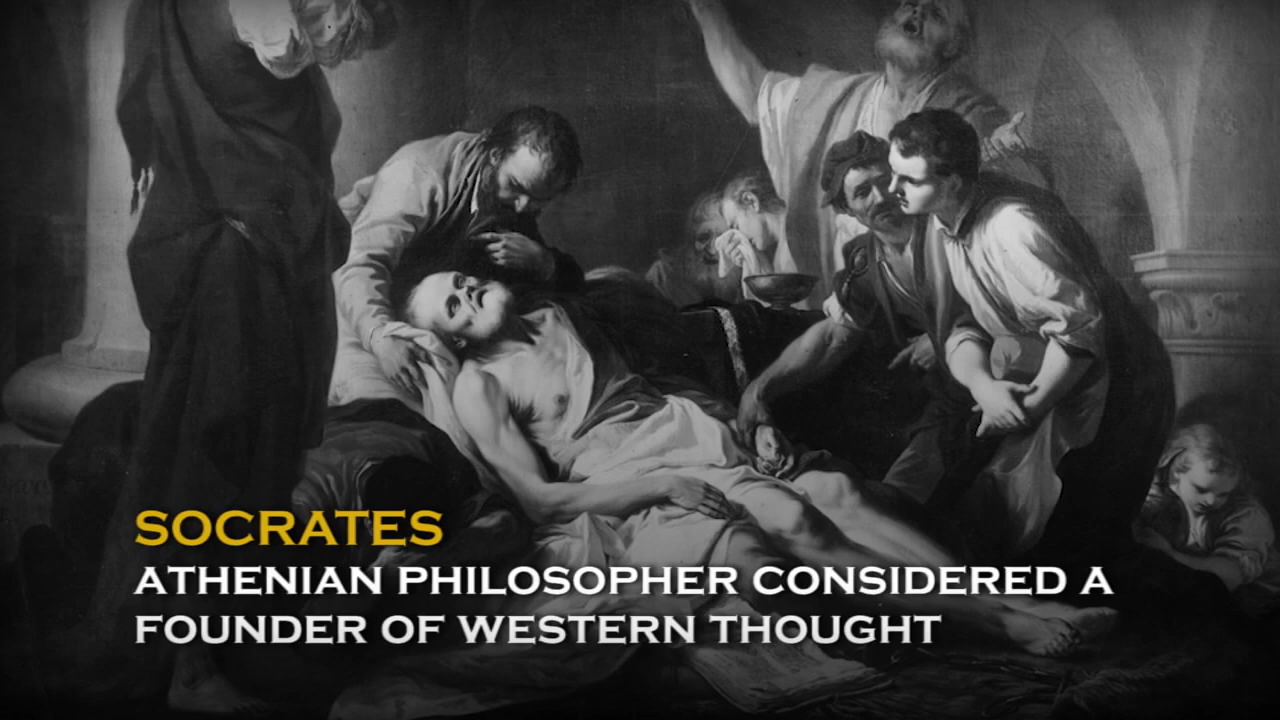 SOCRATES
ATHENIAN PHILOSOPHER CONSIDERED A
FOUNDER OF WESTERN THOUGHT